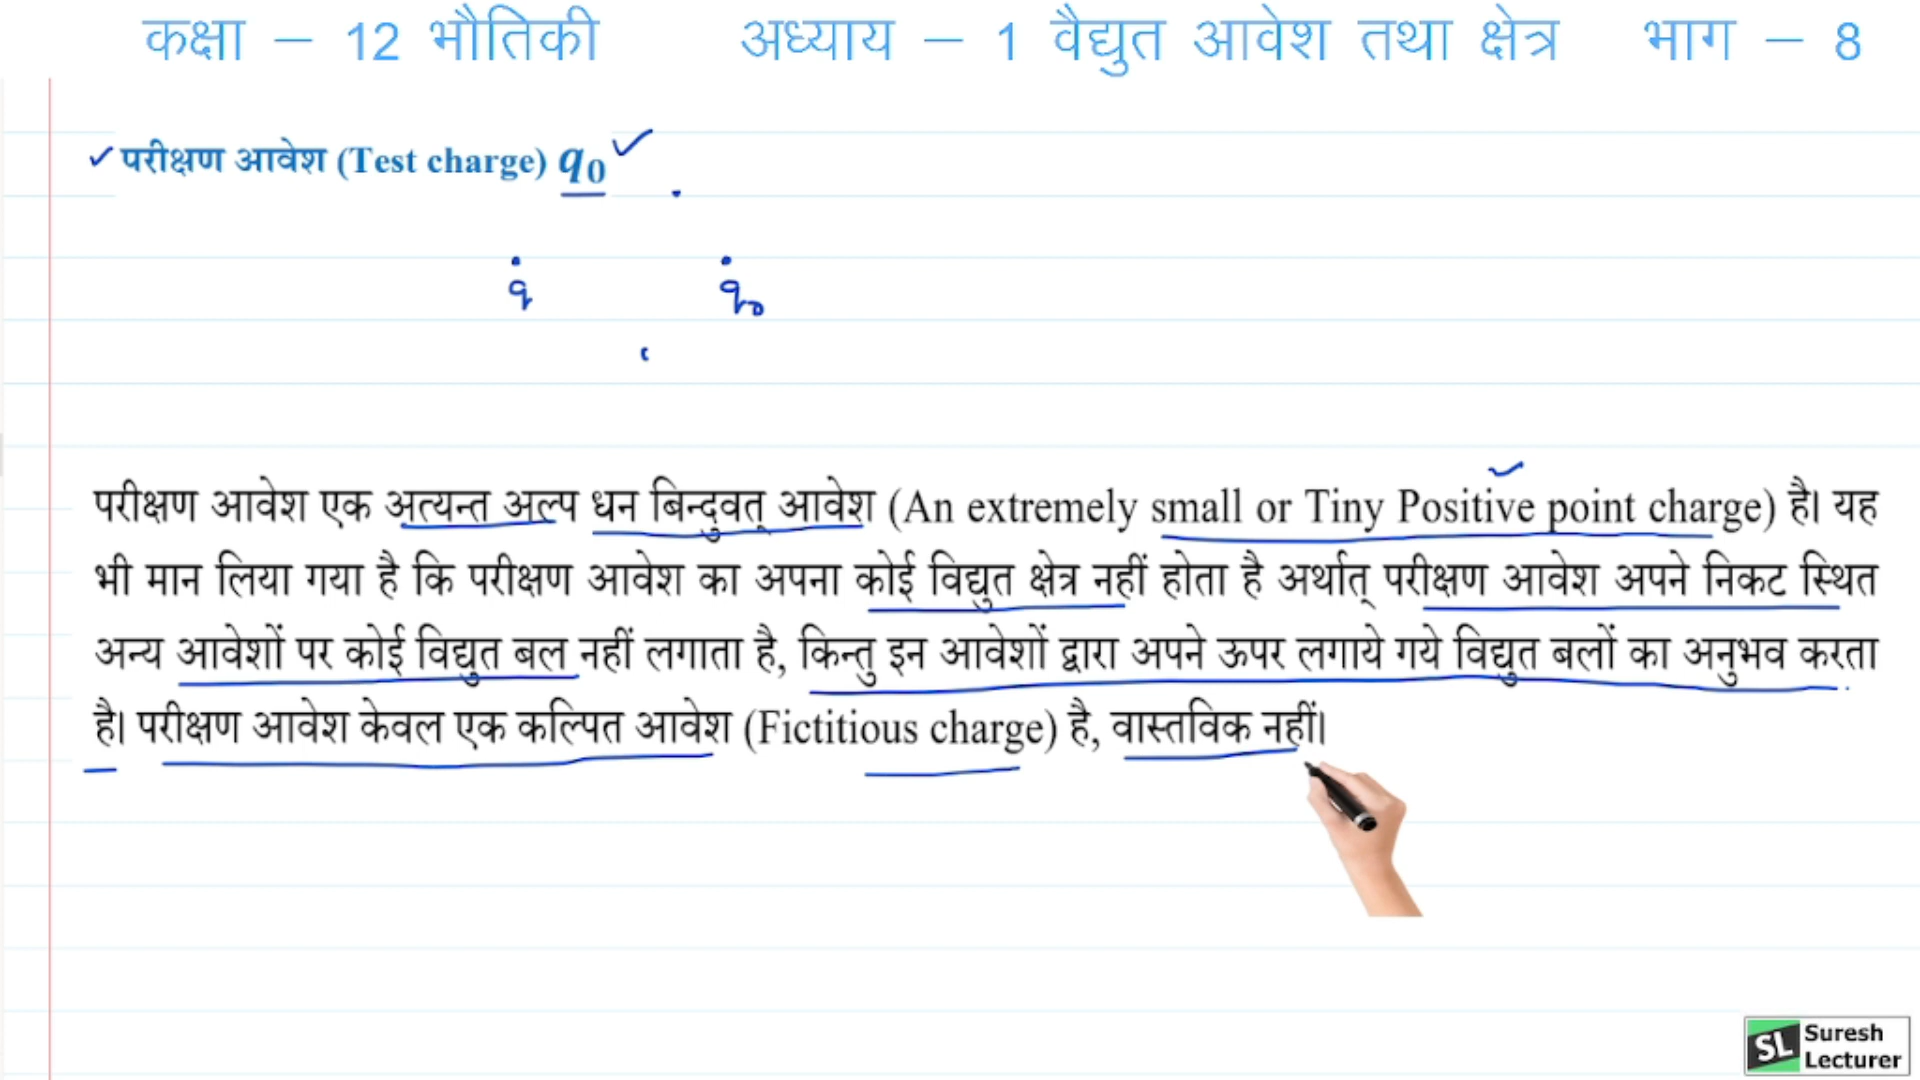 कक्षा – 12 भौतिकी अध्याय – 1 वैद्युत आवेश तथा क्षेत्र भाग – 8
परीक्षण आवेश (Test charge) q0
q q0
परीक्षण आवेश एक अत्यन्त अल्प धन बिन्दुवत् आवेश (An extremely small or Tiny Positive point charge) है। यह
भी मान लिया गया है कि परीक्षण आवेश का अपना कोई विद्युत क्षेत्र नहीं होता है अर्थात् परीक्षण आवेश अपने निकट स्थित
अन्य आवेशों पर कोई विद्युत बल नहीं लगाता है, किन्तु इन आवेशों द्वारा अपने ऊपर लगाये गये विद्युत बलों का अनुभव करता
है। परीक्षण आवेश केवल एक कल्पित आवेश (Fictitious charge) है, वास्तविक नहीं।
SL Suresh
Lecturer